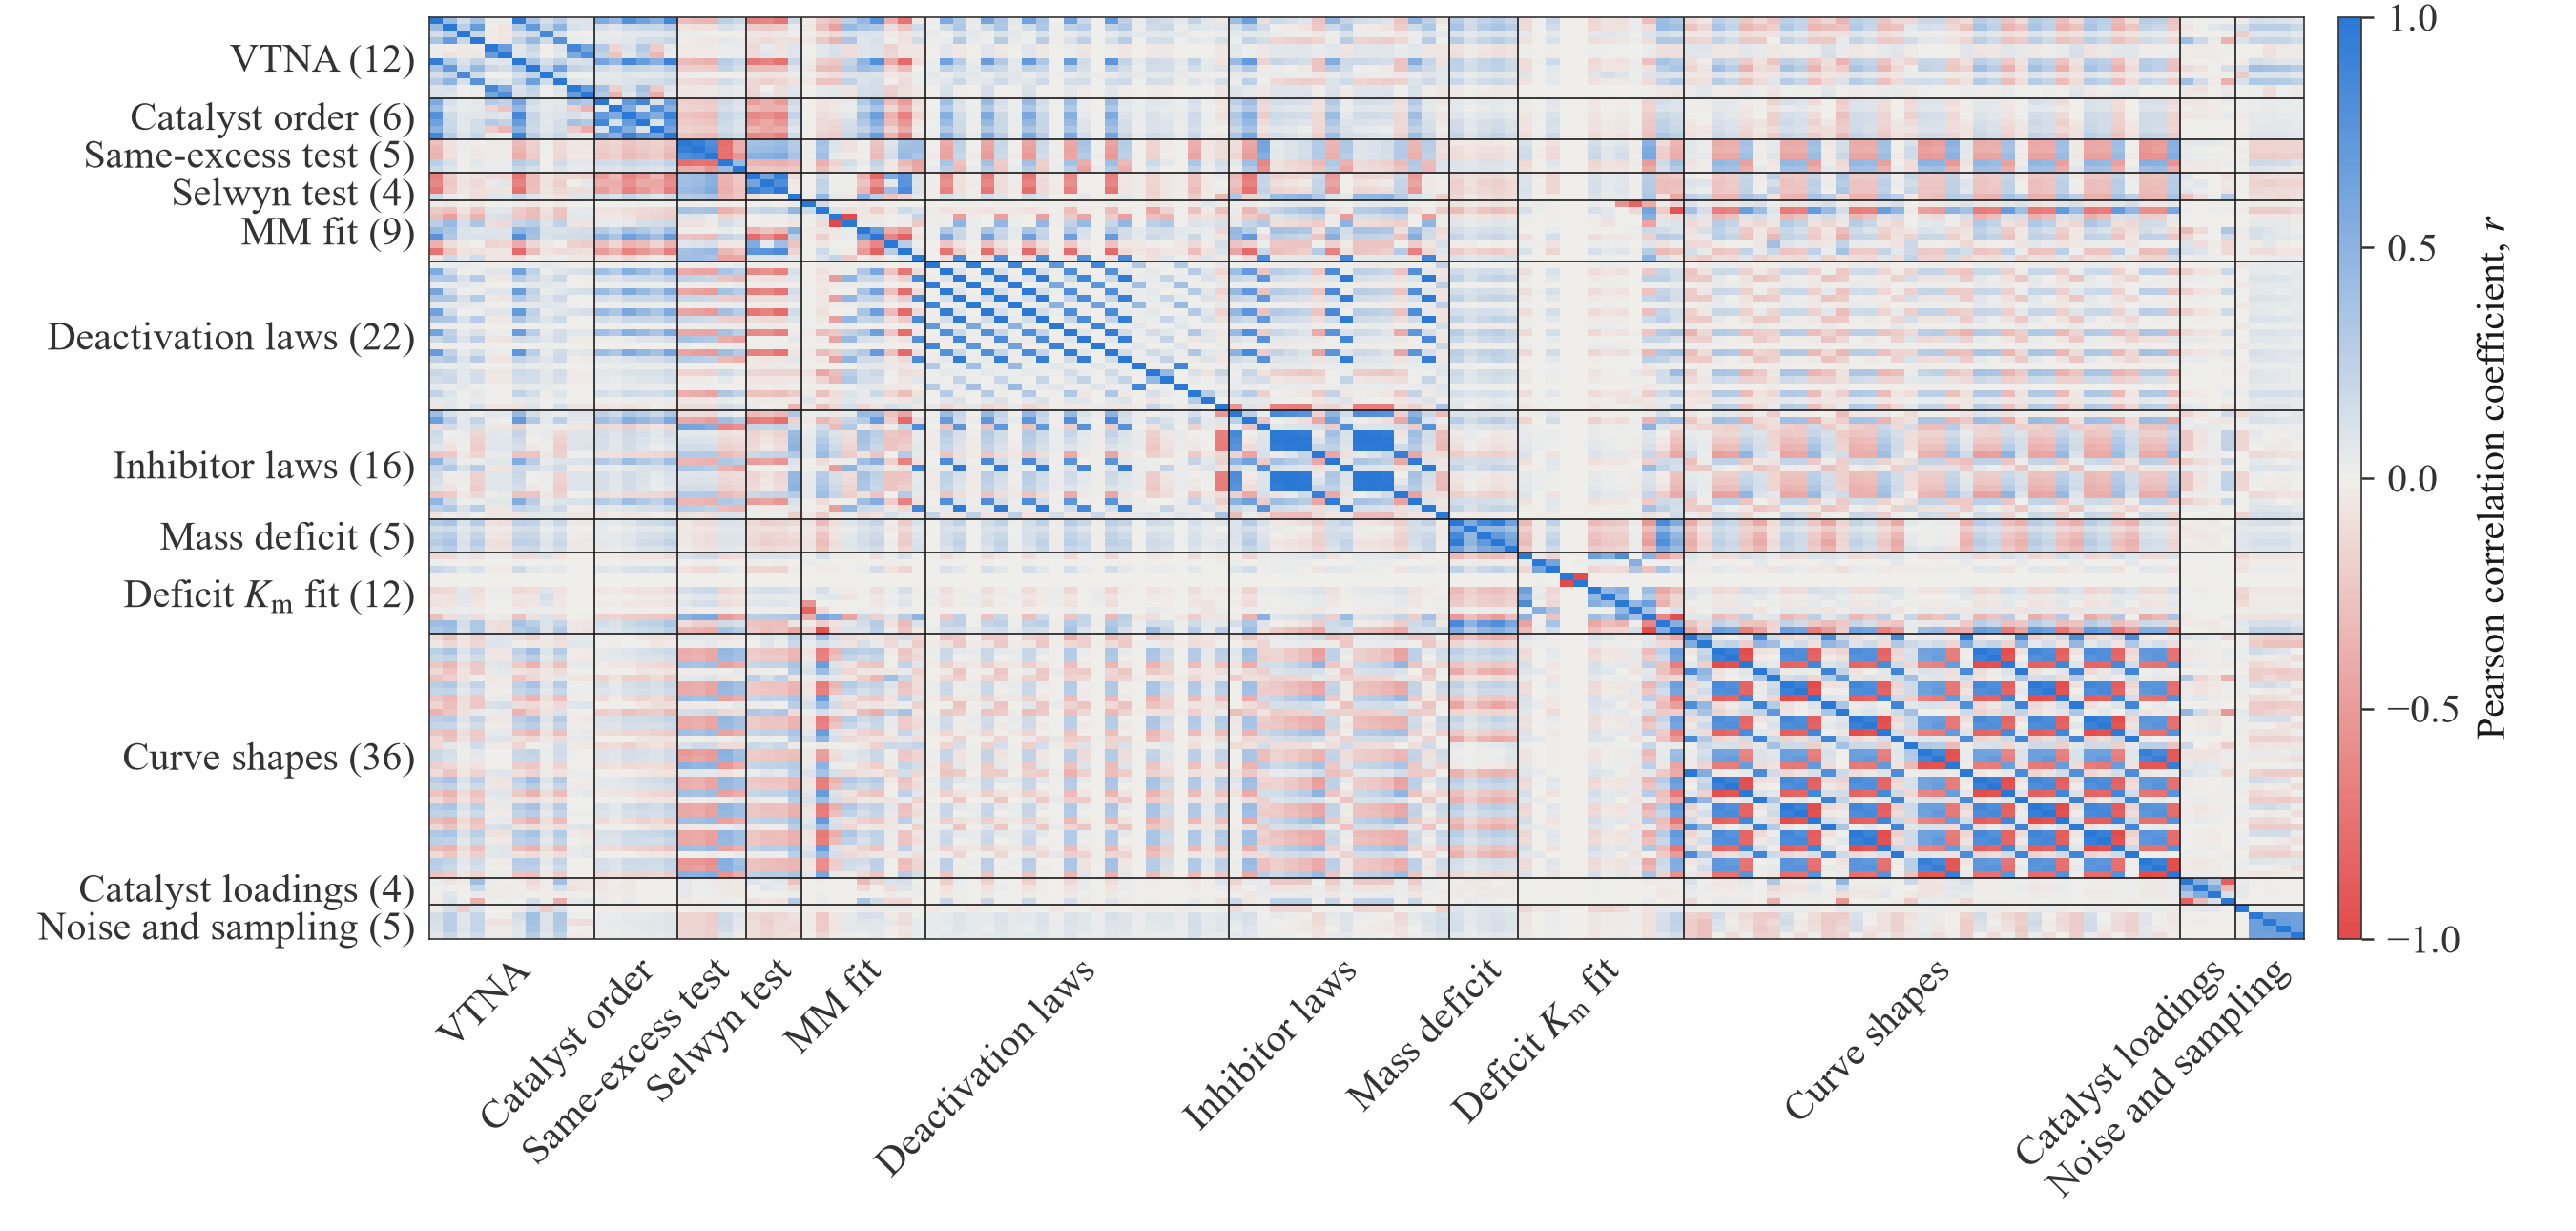 VTNA (12)
Catalyst order (6)
Same-excess test (5)
Selwyn test (4)
MM fit (9)
Deactivation laws (22)
Inhibitor laws (16)
Mass deficit (5)
Deficit Km fit (12)
Curve shapes (36)
Catalyst loadings (4)
Noise and sampling (5)
VTNA
Catalyst order
Same-excess test
Selwyn test
MM fit
Deactivation laws
Inhibitor laws
Mass deficit
Deficit Km fit
Curve shapes
Catalyst loadings
Noise and sampling
1.0
0.5
0.0
−0.5
−1.0
Pearson correlation coefficient, r